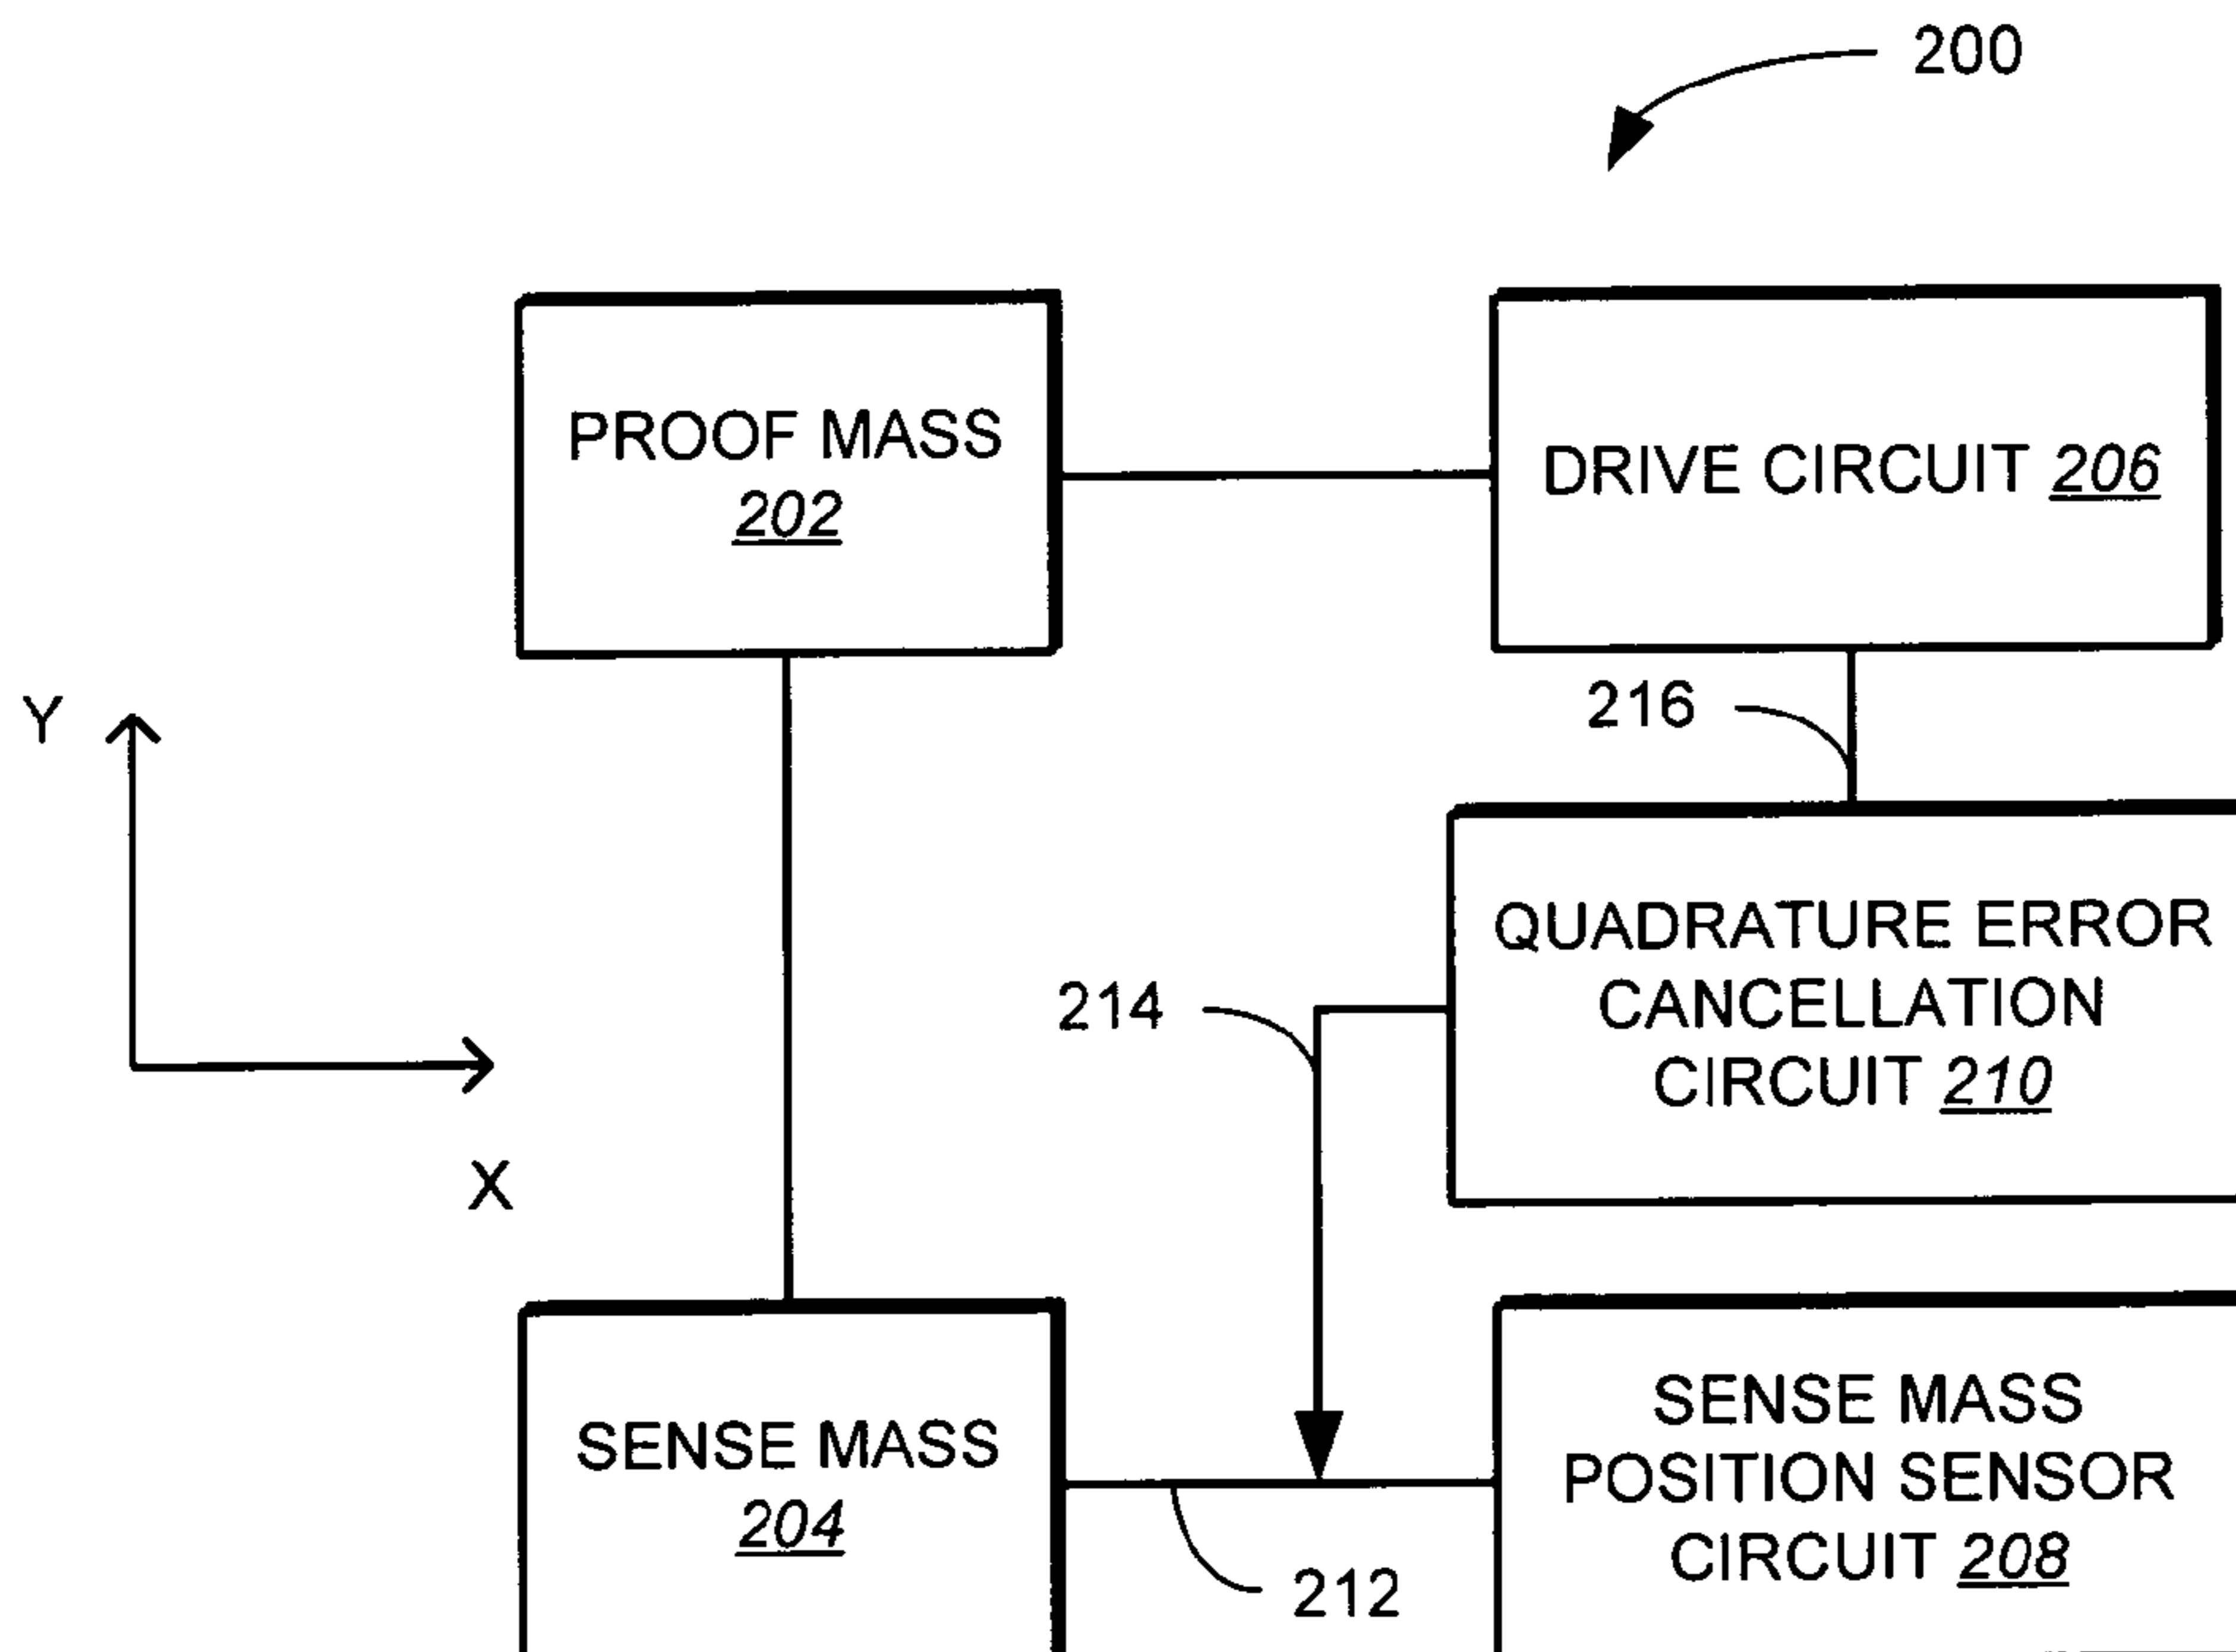 200
PROOF MASS
202
DRIVE CIRCUIT 206
216
Y
QUADRATURE ERROR
CANCELLATION
CIRCUIT 210
214
X
SENSE MASS
204
SENSE MASS
POSITION SENSOR
CIRCUIT 208
212